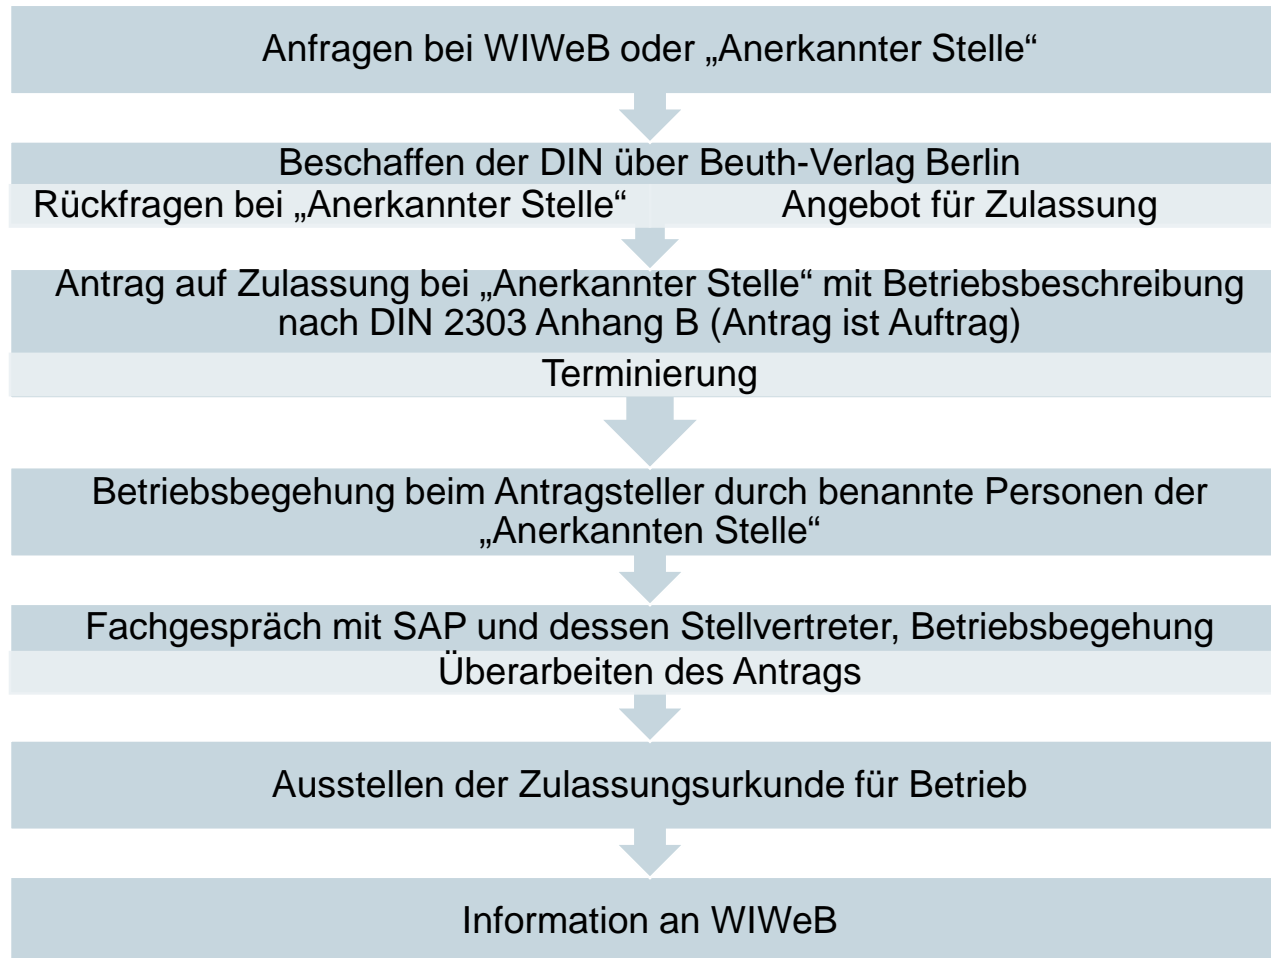 Anfragen bei WIWeB oder „Anerkannter Stelle“
Beschaffen der DIN über Beuth-Verlag Berlin
Rückfragen bei „Anerkannter Stelle“
Angebot für Zulassung
Antrag auf Zulassung bei „Anerkannter Stelle“ mit Betriebsbeschreibung
nach DIN 2303 Anhang B (Antrag ist Auftrag)
Terminierung
Betriebsbegehung beim Antragsteller durch benannte Personen der
„Anerkannten Stelle“
Fachgespräch mit SAP und dessen Stellvertreter, Betriebsbegehung
Überarbeiten des Antrags
Ausstellen der Zulassungsurkunde für Betrieb
Information an WIWeB